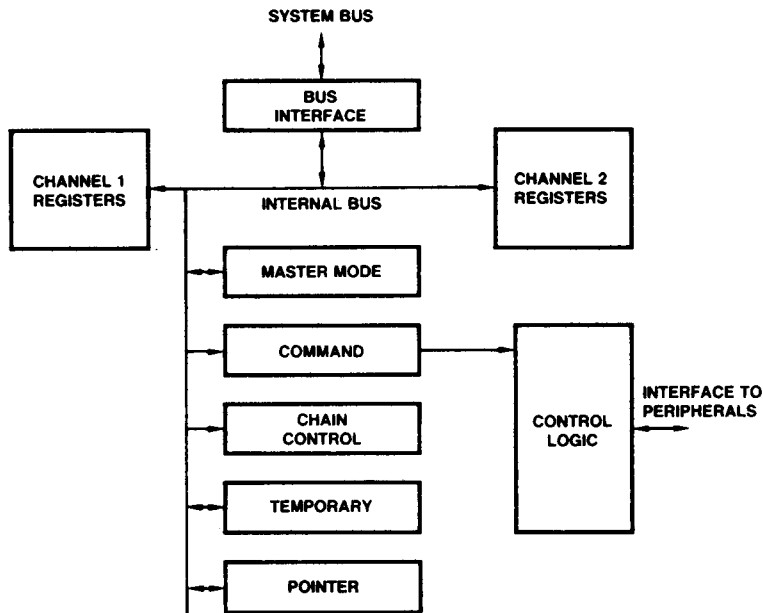 SYSTEM BUS
BUS
INTERFACE
CHANNEL 1
REGISTERS
CHANNEL 2
REGISTERS
INTERNAL BUS
MASTER MODE
COMMAND
CHAIN
CONTROL
TEMPORARY
POINTER
CONTROL
LOGIC
INTERFACE TO
PERIPHERALS